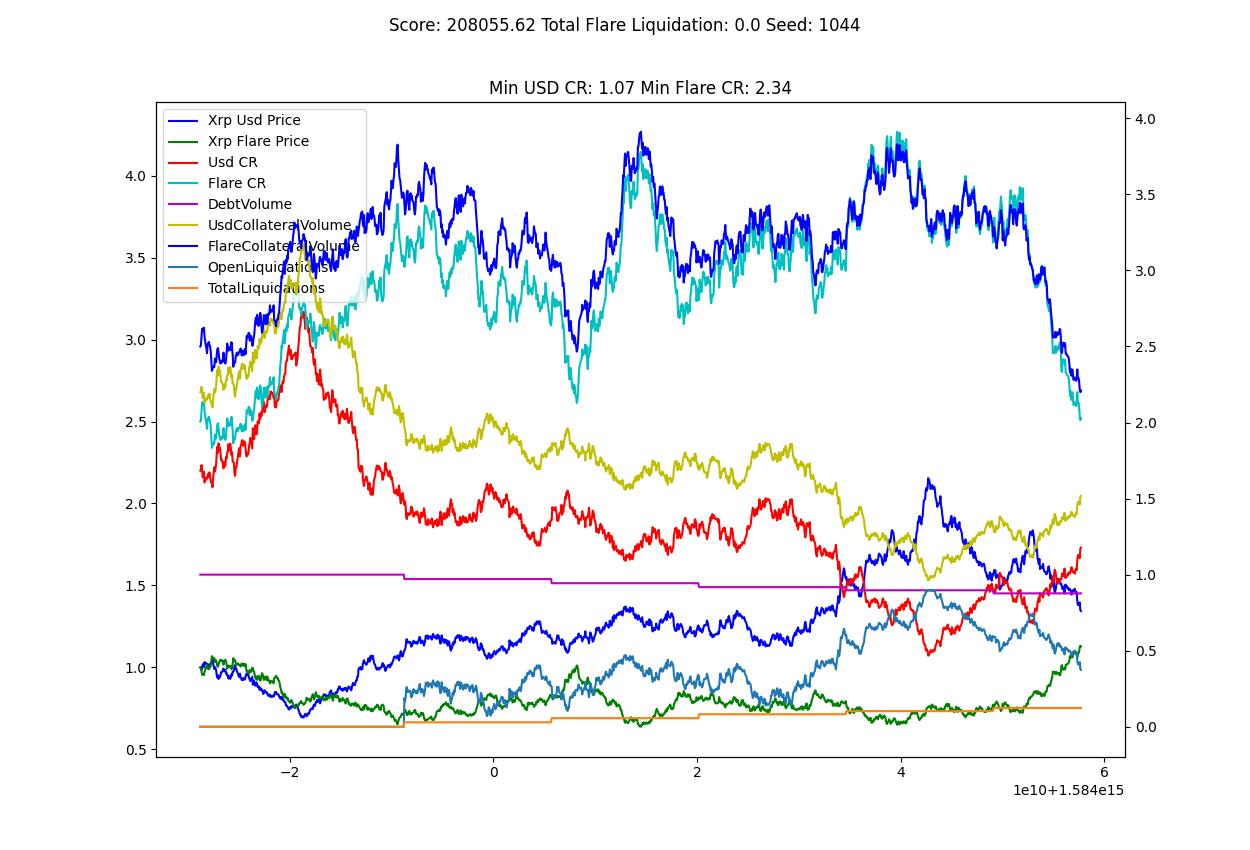 Score: 208055.62 Total Flare Liquidation: 0.0 Seed: 1044
Min USD CR: 1.07 Min Flare CR: 2.34
Xrp Usd Price
Xrp Flare Price
Usd CR
Flare CR
DebtVolume
UsdCollateralVolume
FlareCollateralVolume
OpenLiquidations
TotalLiquidations
4.0
3.5
3.0
2.5
2.0
1.5
1.0
0.5
4.0
3.5
3.0
2.5
2.0
1.5
1.0
0.5
0.0
−2
0
2
4
6
1e10+1.584e15